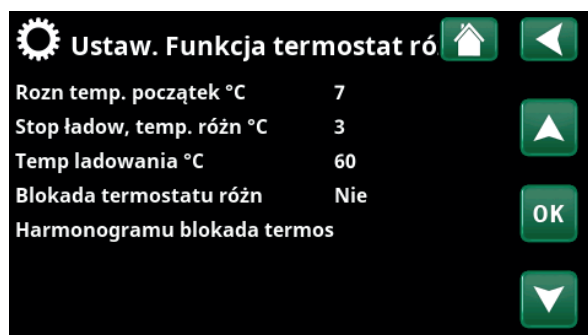 Ustaw. Funkcja termostat ró
Rozn temp. początek °C 7
Stop ładow, temp. różn °C 3
Temp ladowania °C 60
Blokada termostatu różn Nie
Harmonogramu blokada termos
OK